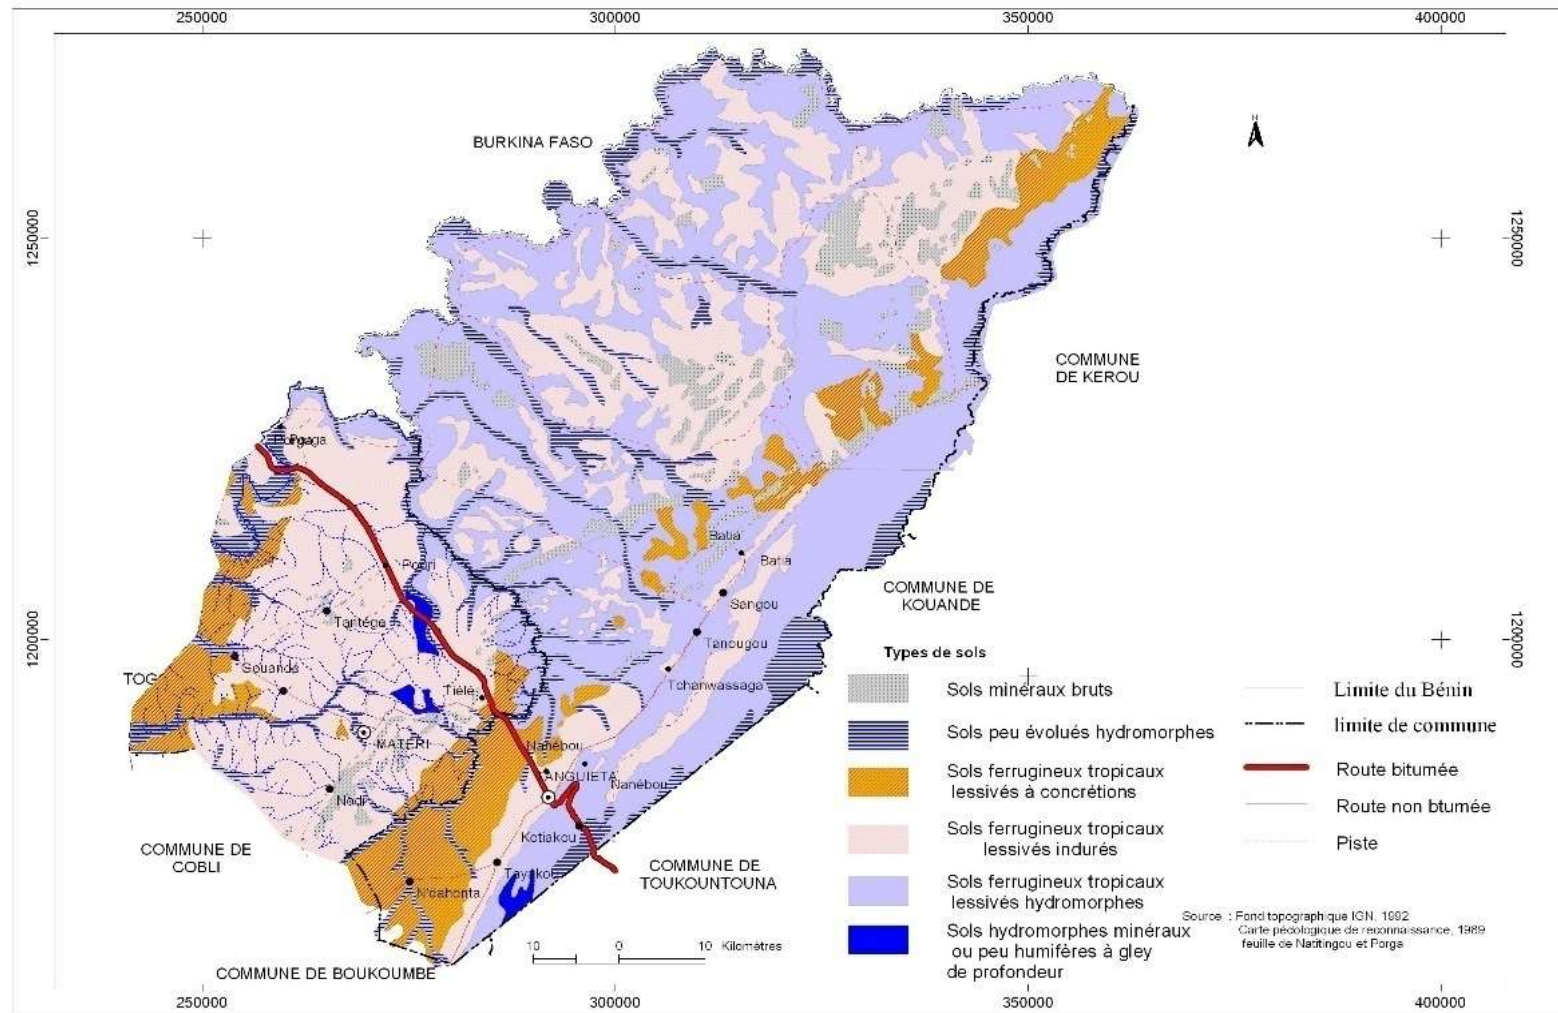 250000
300000
350000
400000
BURKINA FASO
N
1250000
1250000
COMMUNE
DE KEROU
Porga
Batia
Batia
Pouri
COMMUNE DE
KOUANDE
Sangou
Tantéga
Tanougou
1200000
1200000
Gouandé
TOG
Tiélé
Tchanwassaga
MATERI
Nanébou
TANGUIETA
Nanébou
Nodi
Kotiakou
COMMUNE DE
COBLI
COMMUNE DE
TOUKOUNTOUNA
Tayakou
N'dahonta
COMMUNE DE BOUKOUMBE
10
0
10 Kilomètres
Types de sols
Sols minéraux bruts
Sols peu évolués hydromorphes
Sols ferrugineux tropicaux
lessivés à concrétions
Sols ferrugineux tropicaux
lessivés indurés
Sols ferrugineux tropicaux
lessivés hydromorphes
Sols hydromorphes minéraux
ou peu humifères à gley
de profondeur
Limite du Bénin
limite de commune
Route bitumée
Route non btumée
Piste
Source : Fond topographique IGN, 1992
Carte pédologique de reconnaissance, 1989
feuille de Natitingou et Porga
250000
300000
350000
400000